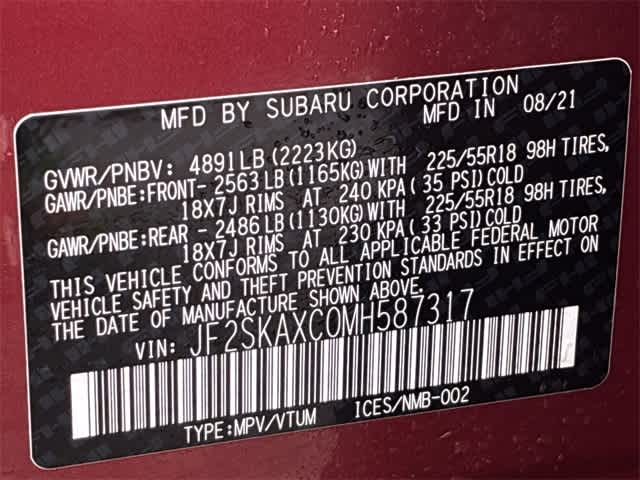 MFD BY SUBARU CORPORATION
MFD IN 08/21
GVWR/PNBV: 4891LB (2223KG)
GAWR/PNBE:FRONT- 2563LB (1165KG)WITH 225/55R18 98H TIRES,
18X7J RIMS AT 240 KPA (35 PSI)COLD
GAWR/PNBE:REAR - 2486LB (1130KG)WITH 225/55R18 98H TIRES,
18X7J RIMS AT 230 KPA (33 PSI)COLD
THIS VEHICLE CONFORMS TO ALL APPLICABLE FEDERAL MOTOR
VEHICLE SAFETY AND THEFT PREVENTION STANDARDS IN EFFECT ON
THE DATE OF MANUFACTURE SHOWN ABOVE.
VIN: JF2SKAXC0MH587317
TYPE:MPV/VTUM ICES/NMB-002